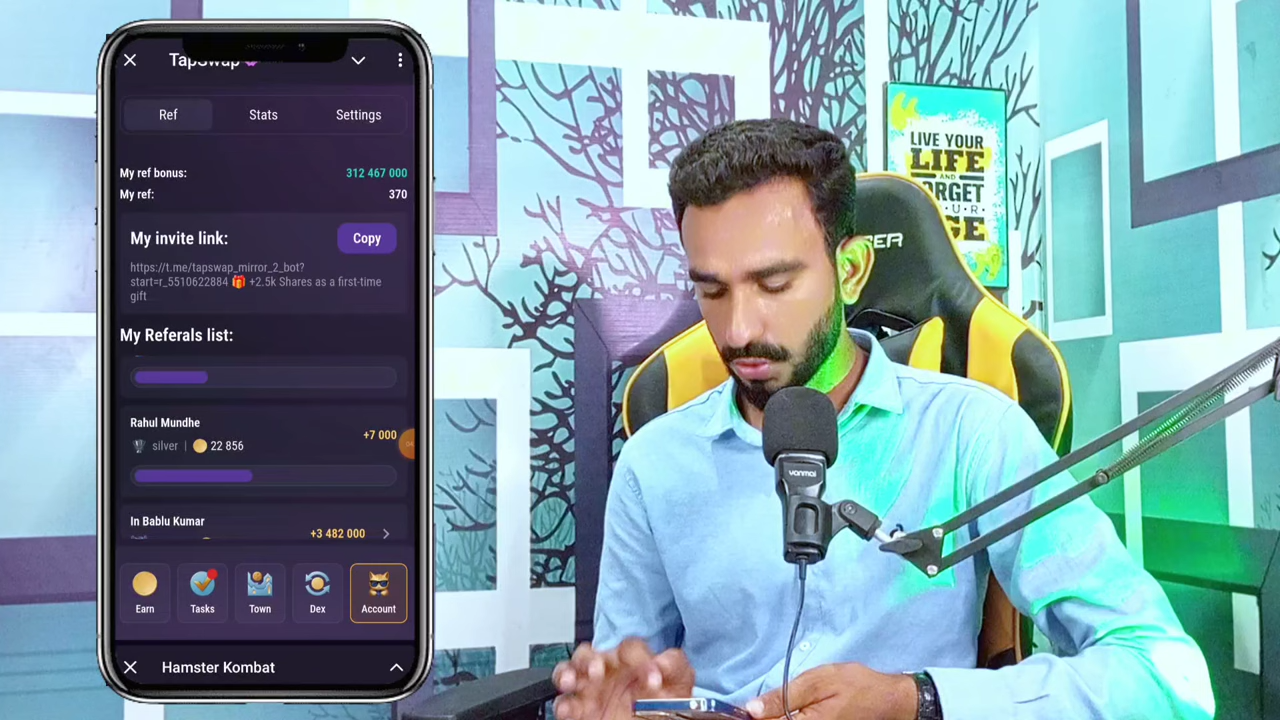 TapSwap
Ref
Stats
Settings
My ref bonus:
312 467 000
My ref:
370
My invite link:
Copy
https://t.me/tapswap_mirror_2_bot?
start=r_5510622884 🎁 +2.5k Shares as a first-time
gift
My Referals list:
Rahul Mundhe
silver | 22 856
+7 000
In Bablu Kumar
+3 482 000
Earn
Tasks
Town
Dex
Account
Hamster Kombat
LIVE YOUR
LIFE
AND
vanmaı